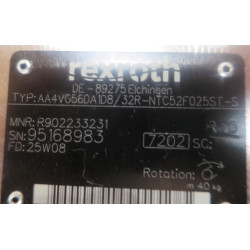 rexroth
DE - 89275 Elchingen
TYP: AA4VG56DA1D8/32R-NTC52F025ST-S
MNR: R902233231
SN: 95168983
7202 SC:
FD: 25W08
Rotation:
m 40 kg